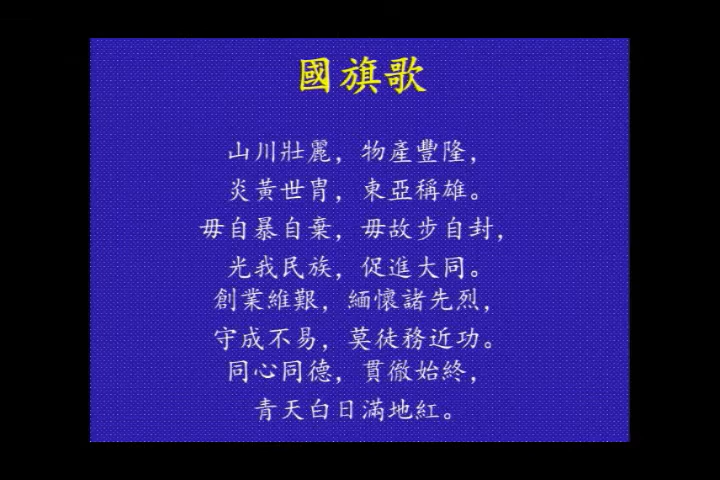 國旗歌
山川壯麗，物產豐隆，
炎黃世冑，東亞稱雄。
毋自暴自棄，毋故步自封，
光我民族，促進大同。
創業維艱，緬懷諸先烈，
守成不易，莫徒務近功。
同心同德，貫徹始終，
青天白日滿地紅。